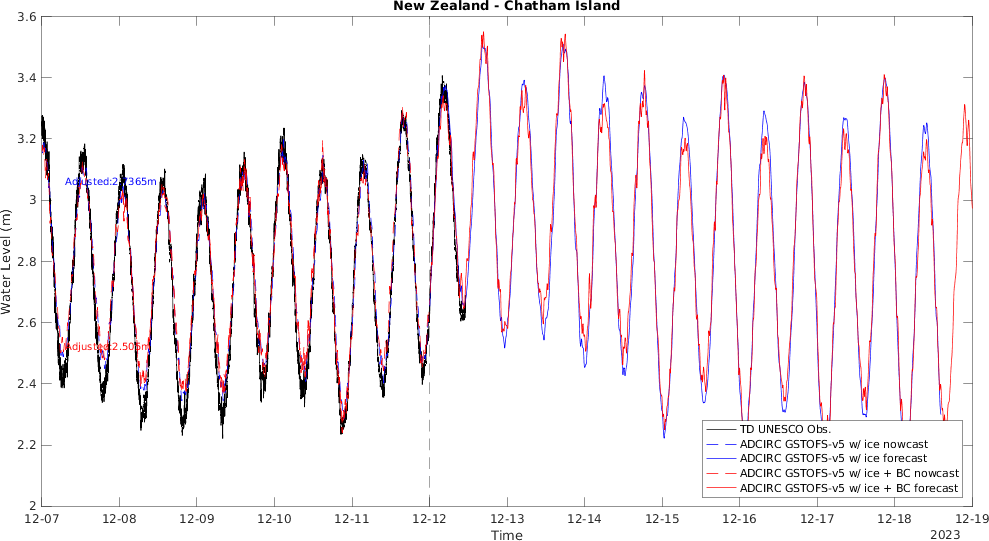 New Zealand - Chatham Island
Water Level (m)
3.6
3.4
3.2
3
2.8
2.6
2.4
2.2
2
Adjusted:2.7365m
Adjusted:2.505m
TD UNESCO Obs.
ADCIRC GSTOFS-v5 w/ ice nowcast
ADCIRC GSTOFS-v5 w/ ice forecast
ADCIRC GSTOFS-v5 w/ ice + BC nowcast
ADCIRC GSTOFS-v5 w/ ice + BC forecast
12-07 12-08 12-09 12-10 12-11 12-12 12-13 12-14 12-15 12-16 12-17 12-18 12-19
Time
2023